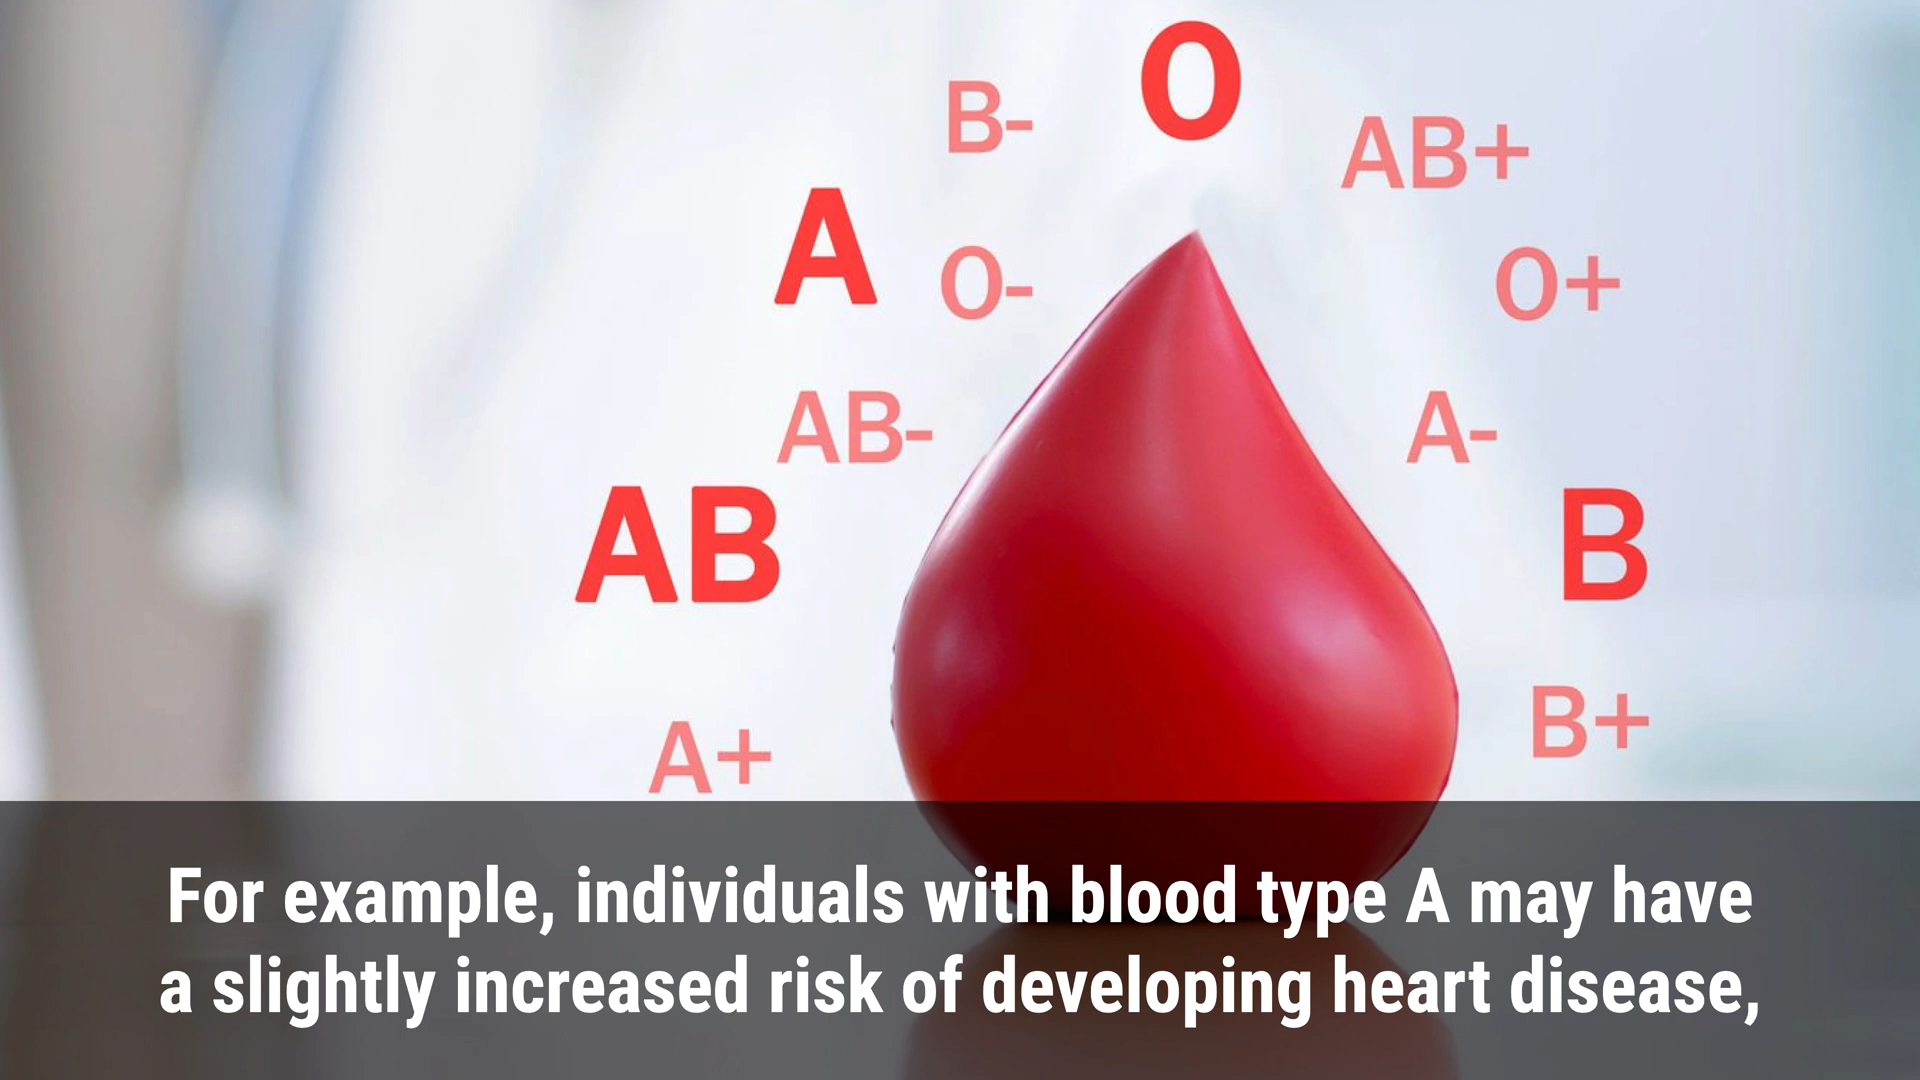 O
B-
AB+
A
O-
O+
AB-
A-
AB
B
B+
A+
For example, individuals with blood type A may have
a slightly increased risk of developing heart disease,